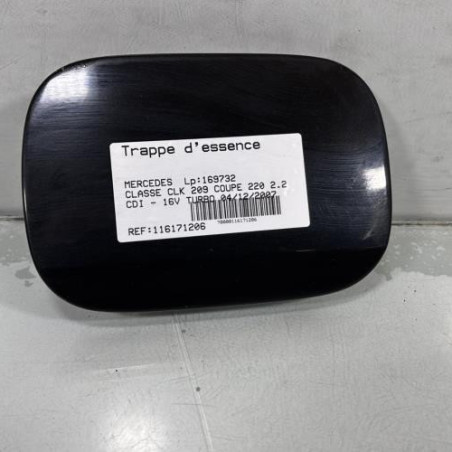 Trappe d'essence
MERCEDES Lp:169732
CLASSE CLK 209 COUPE 220 2.2
CDI - 16V TURBO 04/12/2007
REF:116171206